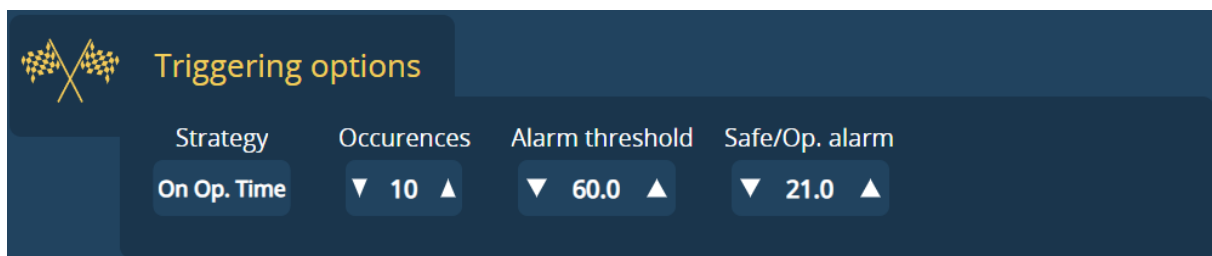 Triggering options
Strategy Occurences Alarm threshold Safe/Op. alarm
On Op. Time ▼ 10 ▲ ▼ 60.0 ▲ ▼ 21.0 ▲